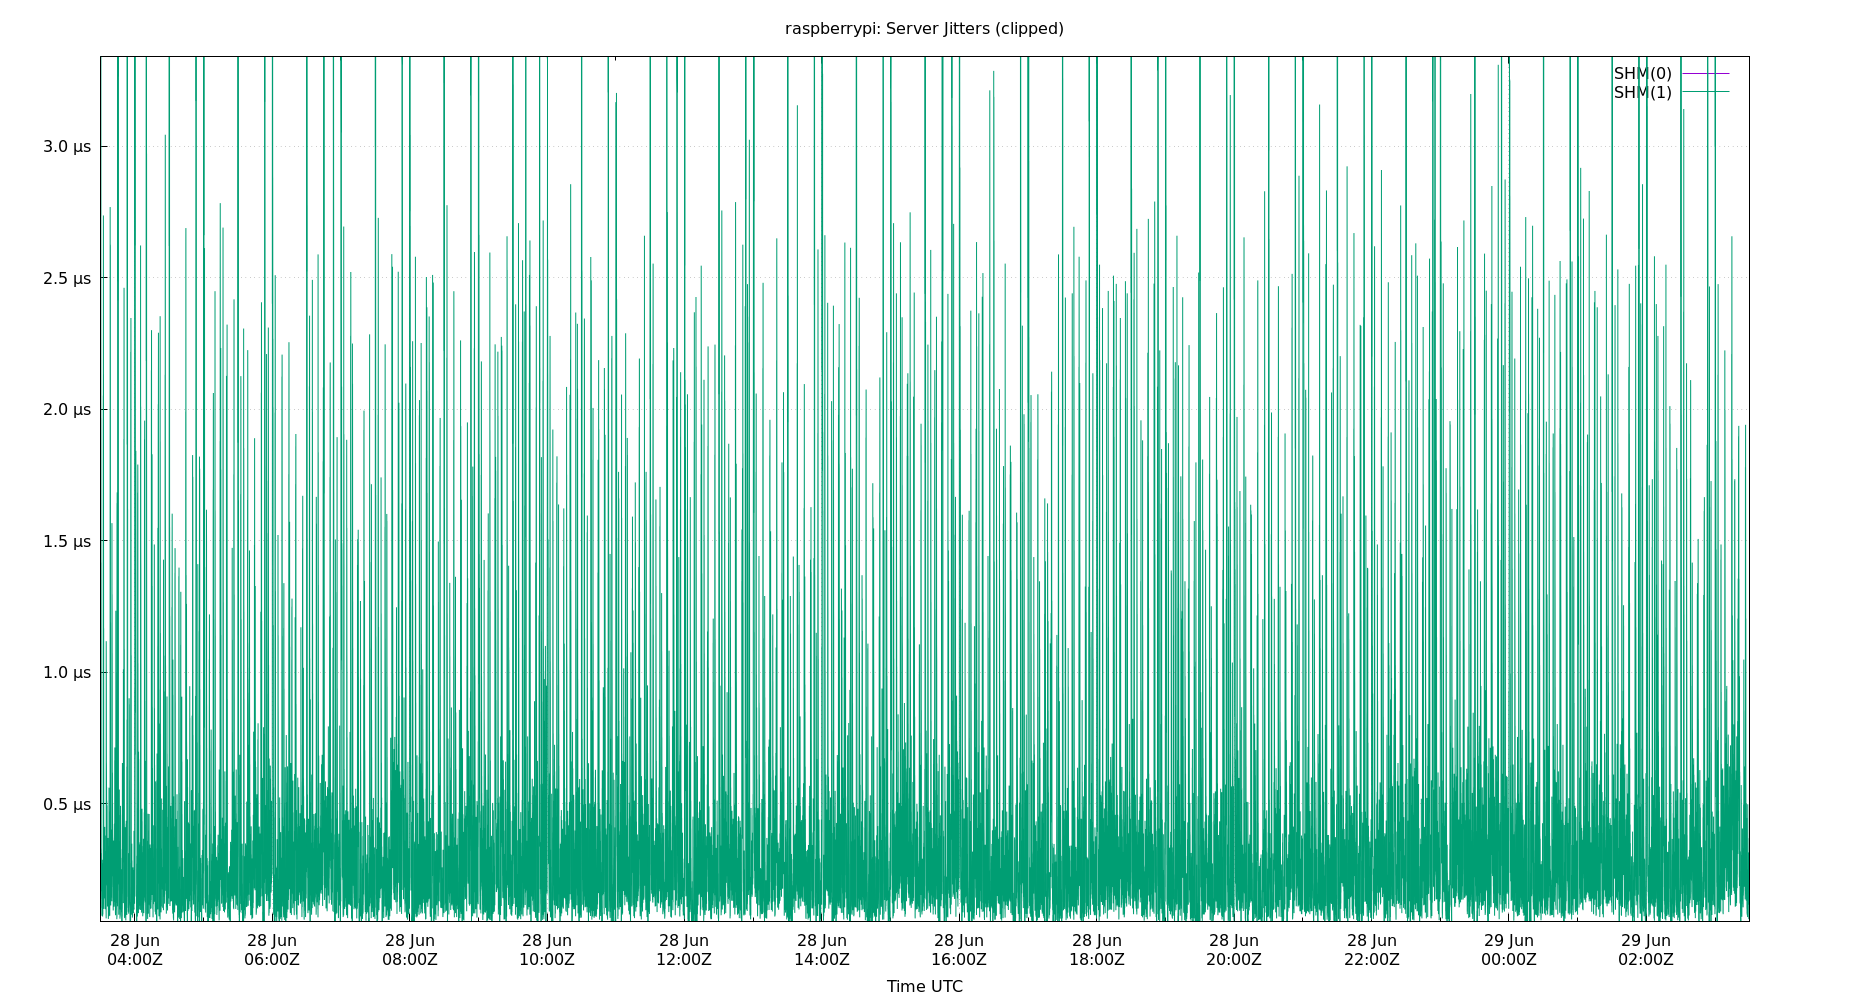 raspberrypi: Server Jitters (clipped)
SHM(0)
SHM(1)
3.0 µs
2.5 µs
2.0 µs
1.5 µs
1.0 µs
0.5 µs
28 Jun 28 Jun 28 Jun 28 Jun 28 Jun 28 Jun 28 Jun 28 Jun 28 Jun 28 Jun 29 Jun 29 Jun
04:00Z 06:00Z 08:00Z 10:00Z 12:00Z 14:00Z 16:00Z 18:00Z 20:00Z 22:00Z 00:00Z 02:00Z
Time UTC